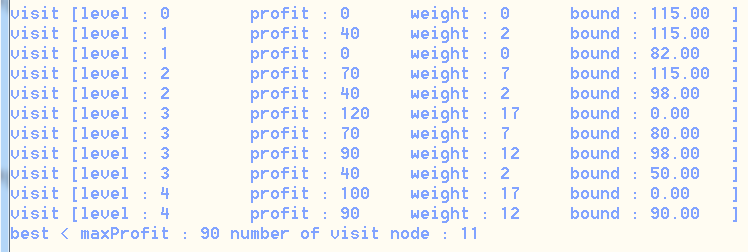 visit [level : 0 profit : 0 weight : 0 bound : 115.00 ]
visit [level : 1 profit : 40 weight : 2 bound : 115.00 ]
visit [level : 1 profit : 0 weight : 0 bound : 82.00 ]
visit [level : 2 profit : 70 weight : 7 bound : 115.00 ]
visit [level : 2 profit : 40 weight : 2 bound : 98.00 ]
visit [level : 3 profit : 120 weight : 17 bound : 0.00 ]
visit [level : 3 profit : 70 weight : 7 bound : 80.00 ]
visit [level : 3 profit : 90 weight : 12 bound : 98.00 ]
visit [level : 3 profit : 40 weight : 2 bound : 50.00 ]
visit [level : 4 profit : 100 weight : 17 bound : 0.00 ]
visit [level : 4 profit : 90 weight : 12 bound : 90.00 ]
best < maxProfit : 90 number of visit node : 11